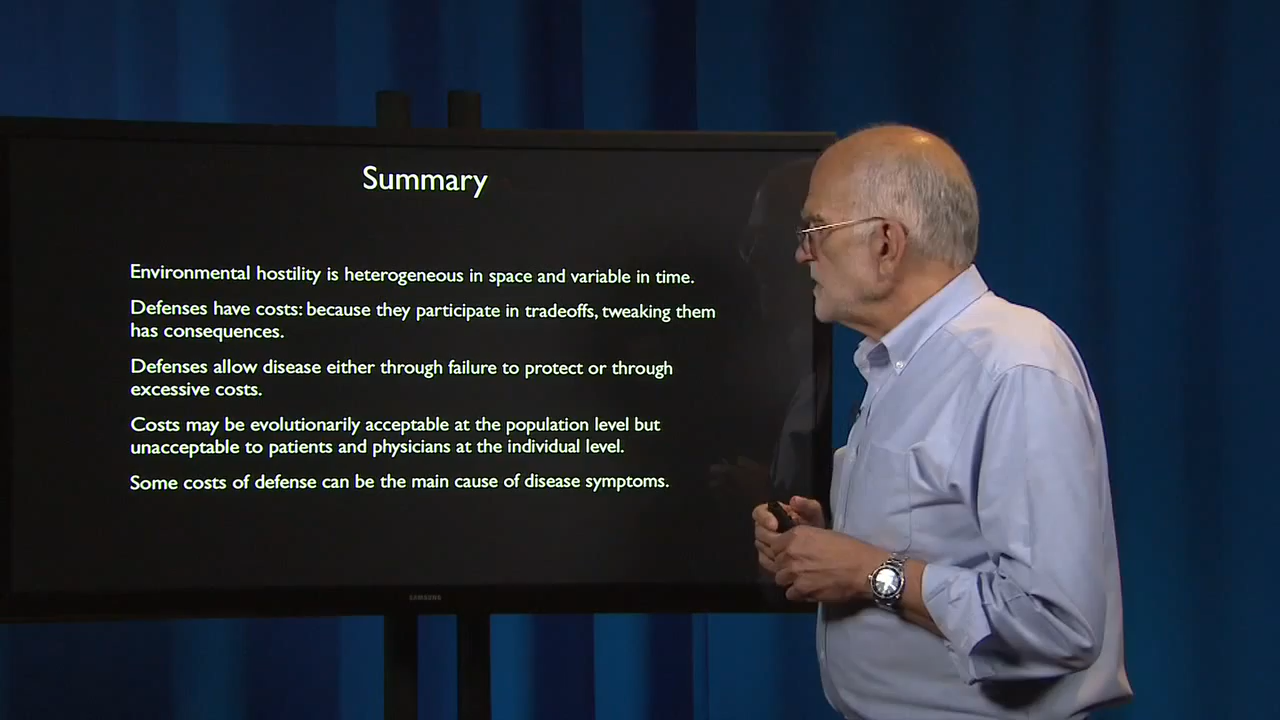 Summary
Environmental hostility is heterogeneous in space and variable in time.
Defenses have costs: because they participate in tradeoffs, tweaking them
has consequences.
Defenses allow disease either through failure to protect or through
excessive costs.
Costs may be evolutionarily acceptable at the population level but
unacceptable to patients and physicians at the individual level.
Some costs of defense can be the main cause of disease symptoms.
SAMSUNG